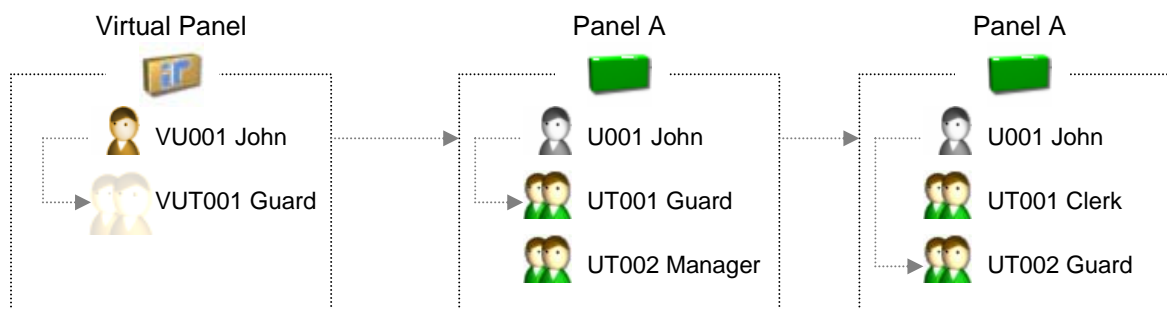 Virtual Panel
VU001 John
VUT001 Guard
Panel A
U001 John
UT001 Guard
UT002 Manager
Panel A
U001 John
UT001 Clerk
UT002 Guard